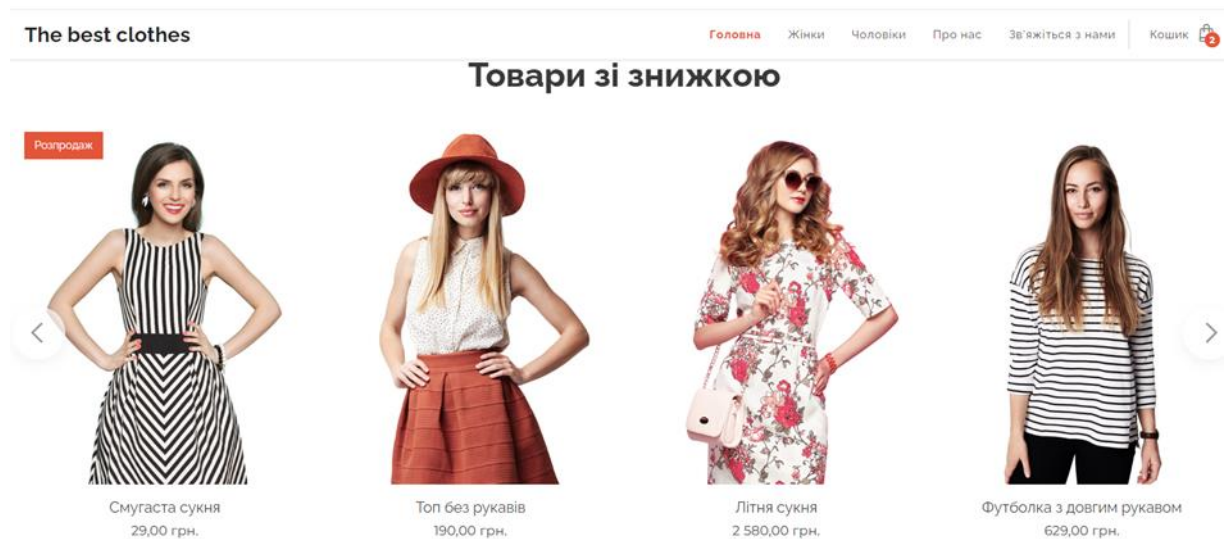 The best clothes
Головна Жінки Чоловіки Про нас Зв'яжіться з нами Кошик 2
Товари зі знижкою
Розпродаж
Смугаста сукня
29,00 грн.
Топ без рукавів
190,00 грн.
Літня сукня
2 580,00 грн.
Футболка з довгим рукавом
629,00 грн.